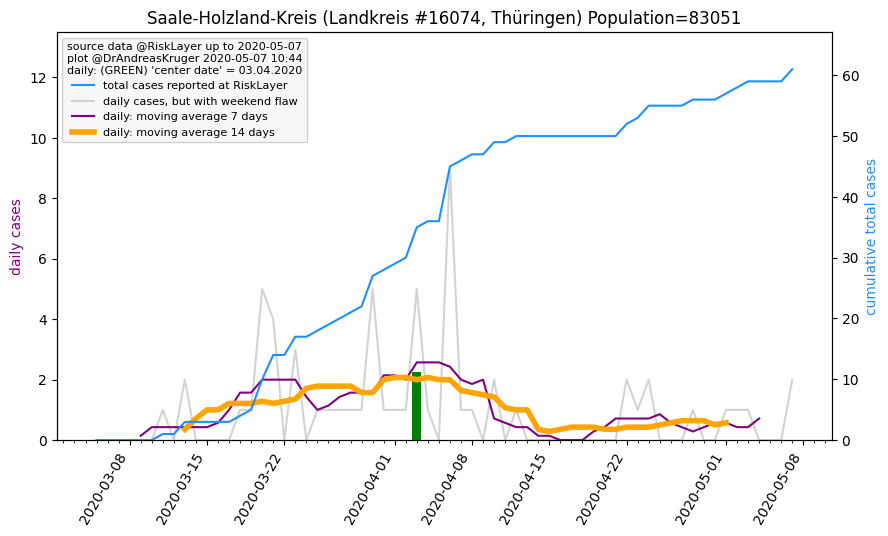 Saale-Holzland-Kreis (Landkreis #16074, Thüringen) Population=83051
source data @RiskLayer up to 2020-05-07
plot @DrAndreasKruger 2020-05-07 10:44
daily: (GREEN) 'center date' = 03.04.2020
total cases reported at RiskLayer
daily cases, but with weekend flaw
daily: moving average 7 days
daily: moving average 14 days
daily cases
0
2
4
6
8
10
12
cumulative total cases
0
10
20
30
40
50
60
2020-03-08
2020-03-15
2020-03-22
2020-04-01
2020-04-08
2020-04-15
2020-04-22
2020-05-01
2020-05-08